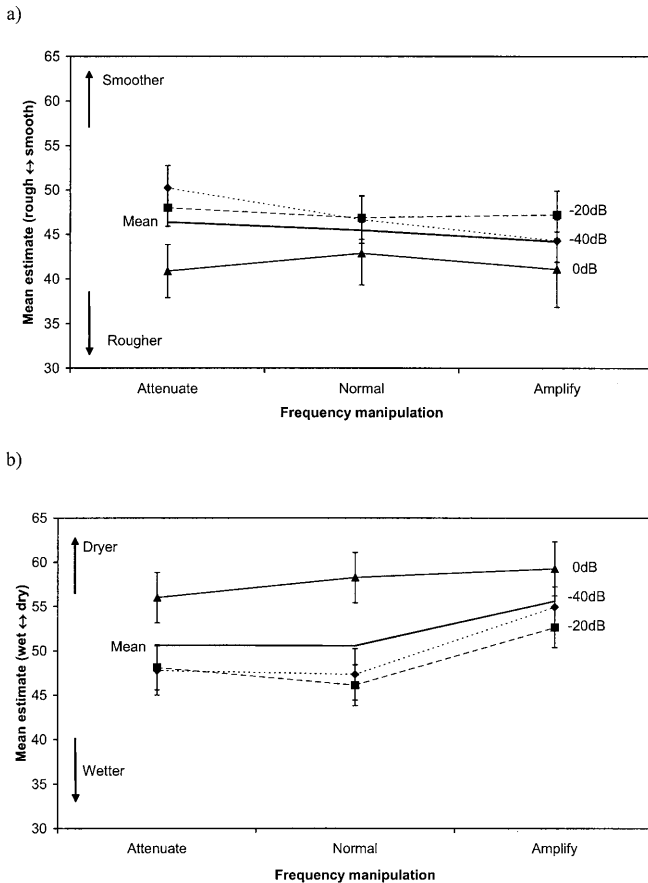 a)
65
Smoother
60
55
50
-20dB
Mean
45
-40dB
40
0dB
35
Rougher
30
Mean estimate (rough ↔ smooth)
Attenuate Normal Amplify
Frequency manipulation
b)
65
Dryer
60
0dB
55
-40dB
-20dB
Mean
50
45
40
Wetter
35
30
Mean estimate (wet ↔ dry)
Attenuate Normal Amplify
Frequency manipulation